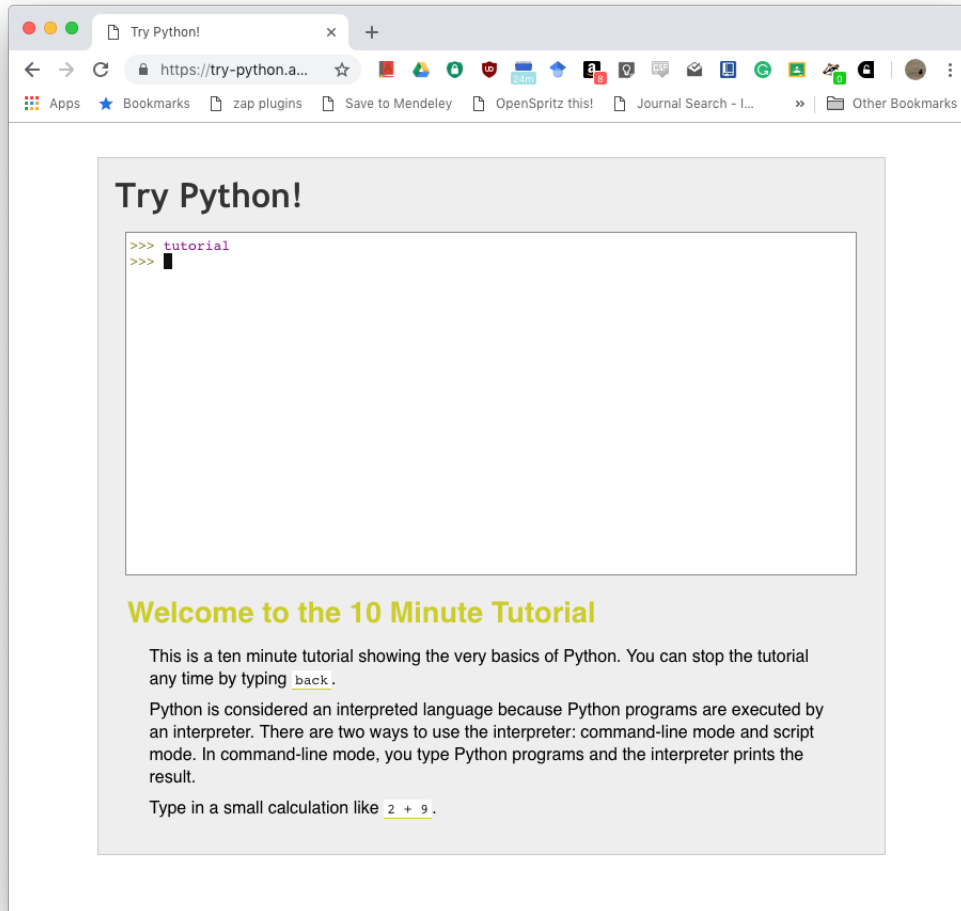 Try Python!
https://try-python.a...
24m
8
GSF
0
Apps Bookmarks zap plugins Save to Mendeley OpenSpritz this! Journal Search - I... » Other Bookmarks
Try Python!
>>> tutorial
>>>
Welcome to the 10 Minute Tutorial
This is a ten minute tutorial showing the very basics of Python. You can stop the tutorial
any time by typing back.
Python is considered an interpreted language because Python programs are executed by
an interpreter. There are two ways to use the interpreter: command-line mode and script
mode. In command-line mode, you type Python programs and the interpreter prints the
result.
Type in a small calculation like 2 + 9.